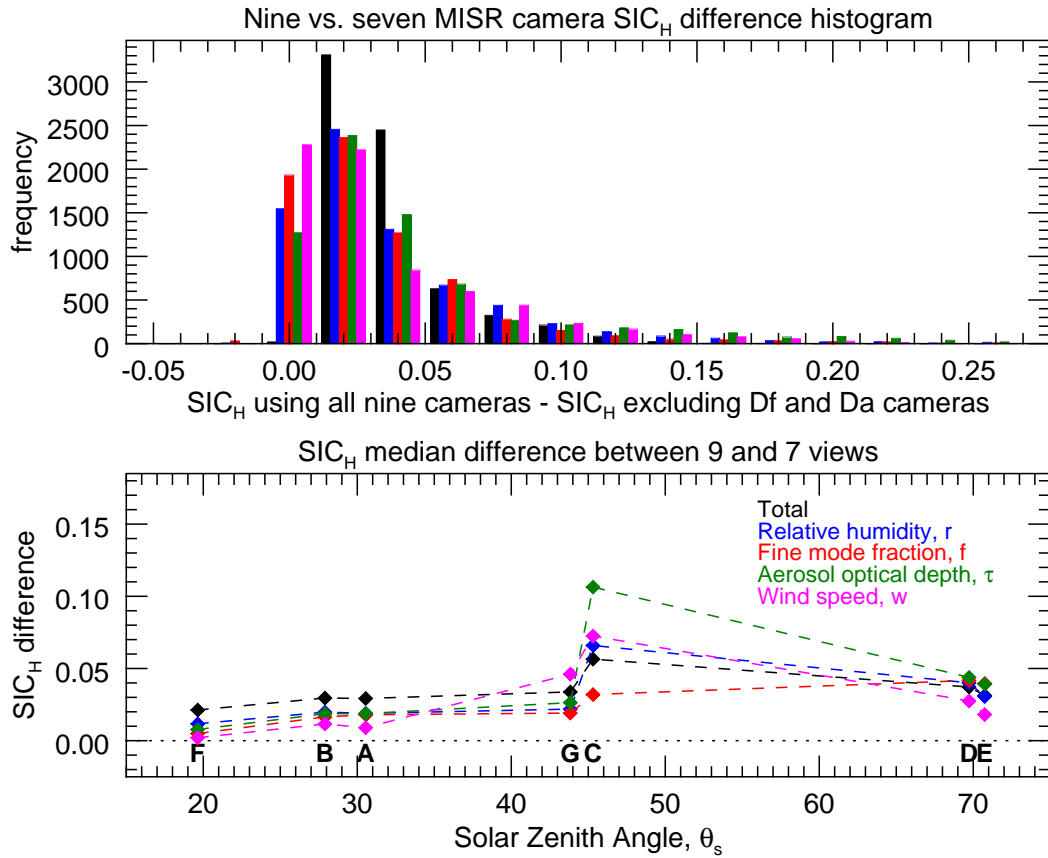 Nine vs. seven MISR camera SIC_H difference histogram
3000
2500
2000
1500
1000
500
0
frequency
-0.05 0.00 0.05 0.10 0.15 0.20 0.25
SIC_H using all nine cameras - SIC_H excluding Df and Da cameras
SIC_H median difference between 9 and 7 views
0.15
0.10
0.05
0.00
SIC_H difference
Total
Relative humidity, r
Fine mode fraction, f
Aerosol optical depth, τ
Wind speed, w
F B A G C D E
20 30 40 50 60 70
Solar Zenith Angle, θ_s